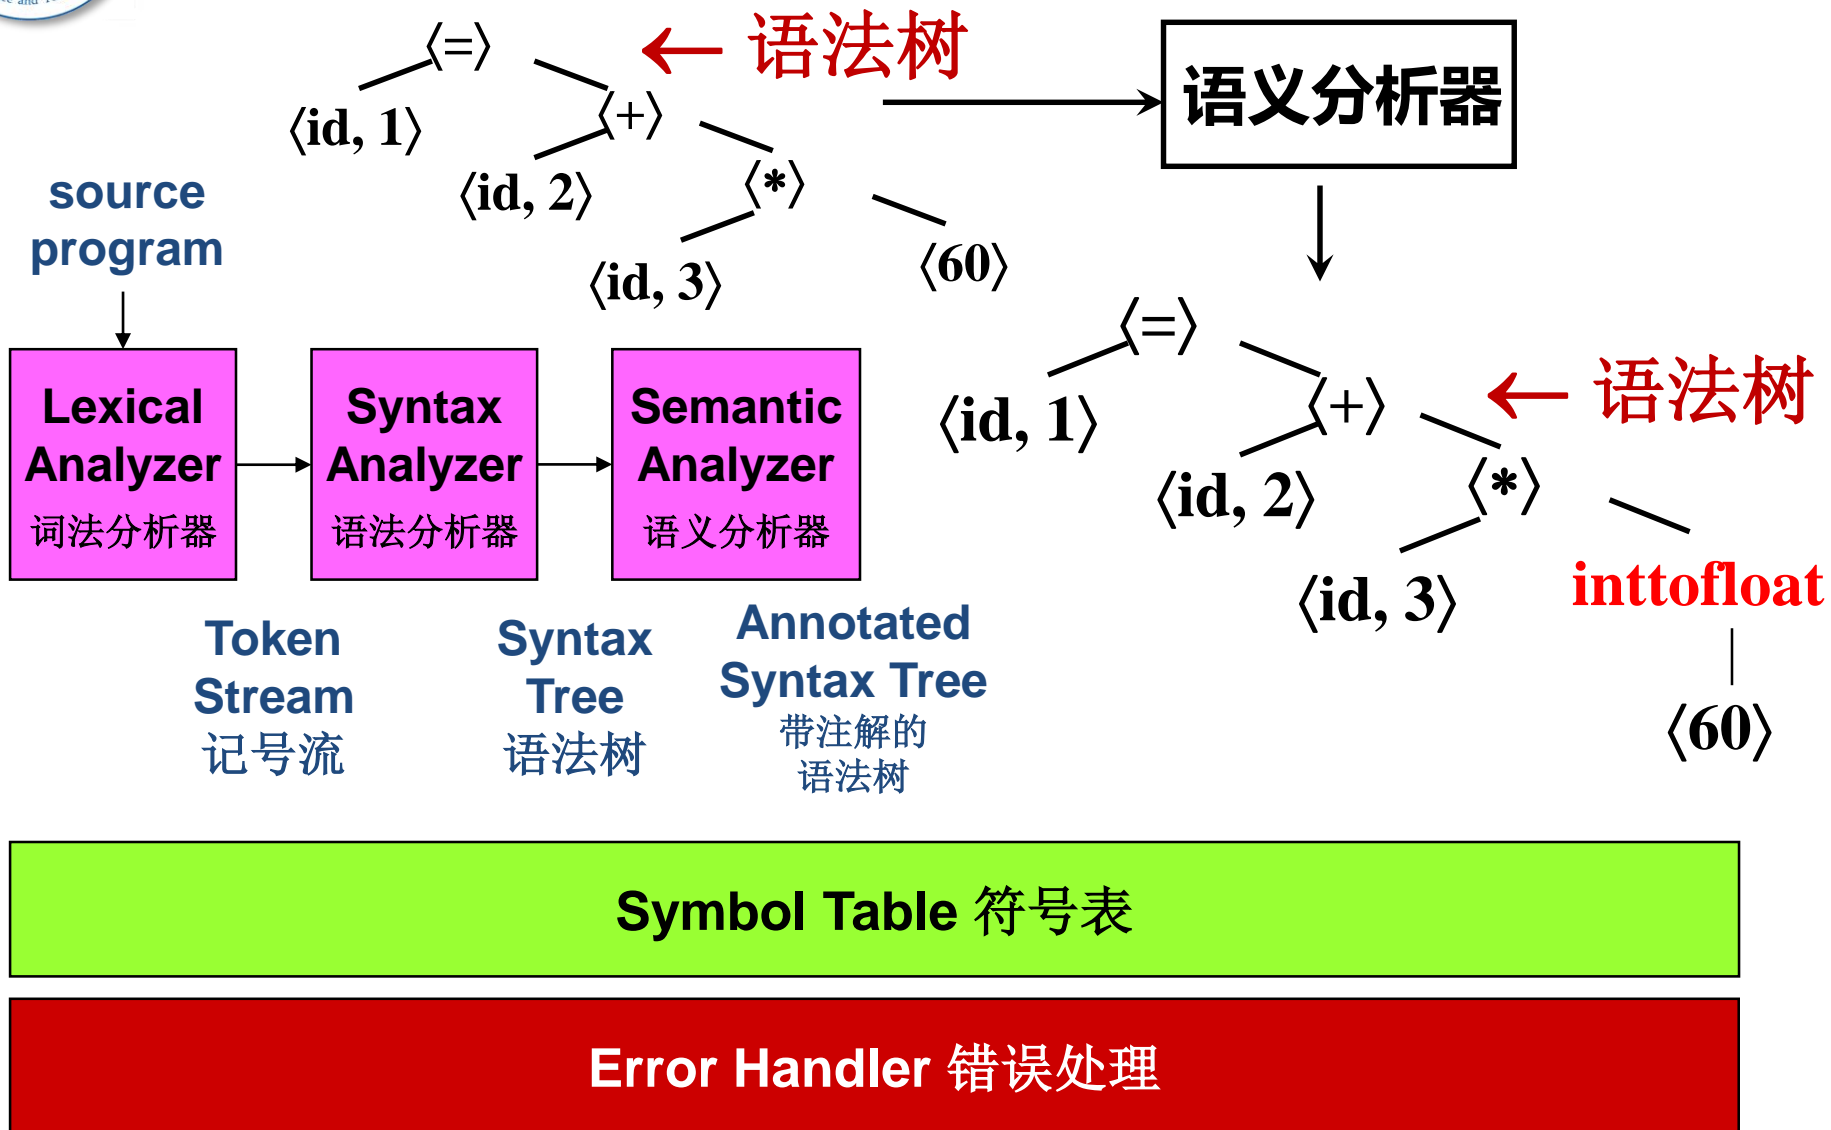 ⟨=⟩
← 语法树
语义分析器
⟨id, 1⟩
⟨+⟩
⟨id, 2⟩
⟨*⟩
⟨id, 3⟩
⟨60⟩
source
program
Lexical
Analyzer
词法分析器
Syntax
Analyzer
语法分析器
Semantic
Analyzer
语义分析器
Token
Stream
记号流
Syntax
Tree
语法树
Annotated
Syntax Tree
带注解的
语法树
⟨=⟩
← 语法树
⟨id, 1⟩
⟨+⟩
⟨id, 2⟩
⟨*⟩
⟨id, 3⟩
inttofloat
⟨60⟩
Symbol Table 符号表
Error Handler 错误处理